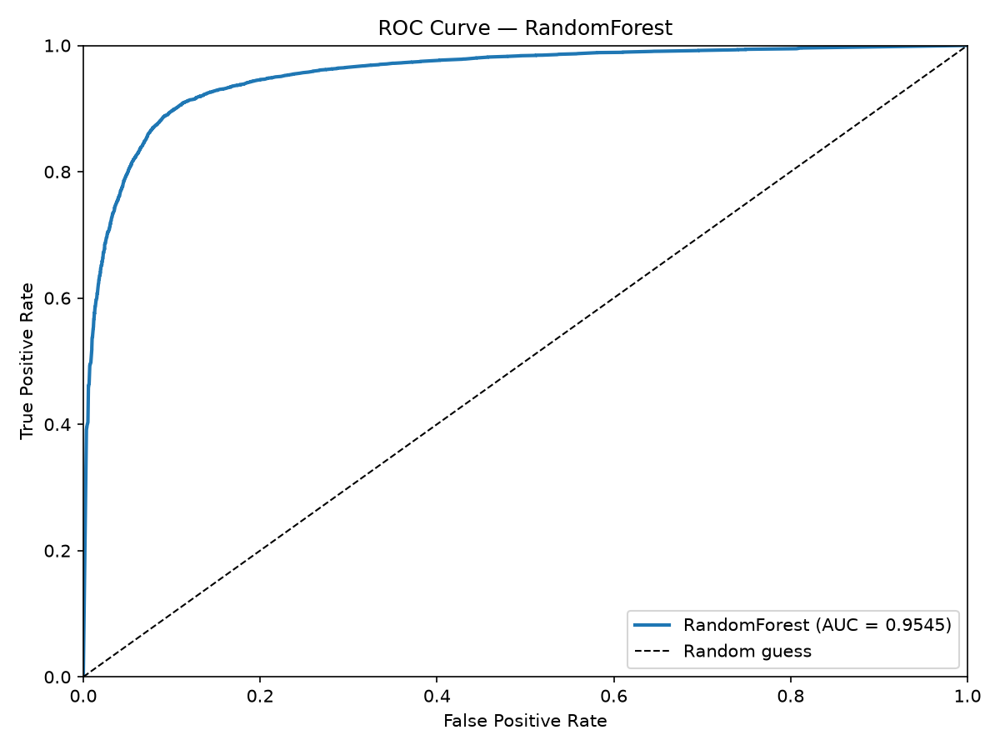 ROC Curve — RandomForest
True Positive Rate
1.0
0.8
0.6
0.4
0.2
0.0
RandomForest (AUC = 0.9545)
Random guess
0.0 0.2 0.4 0.6 0.8 1.0
False Positive Rate